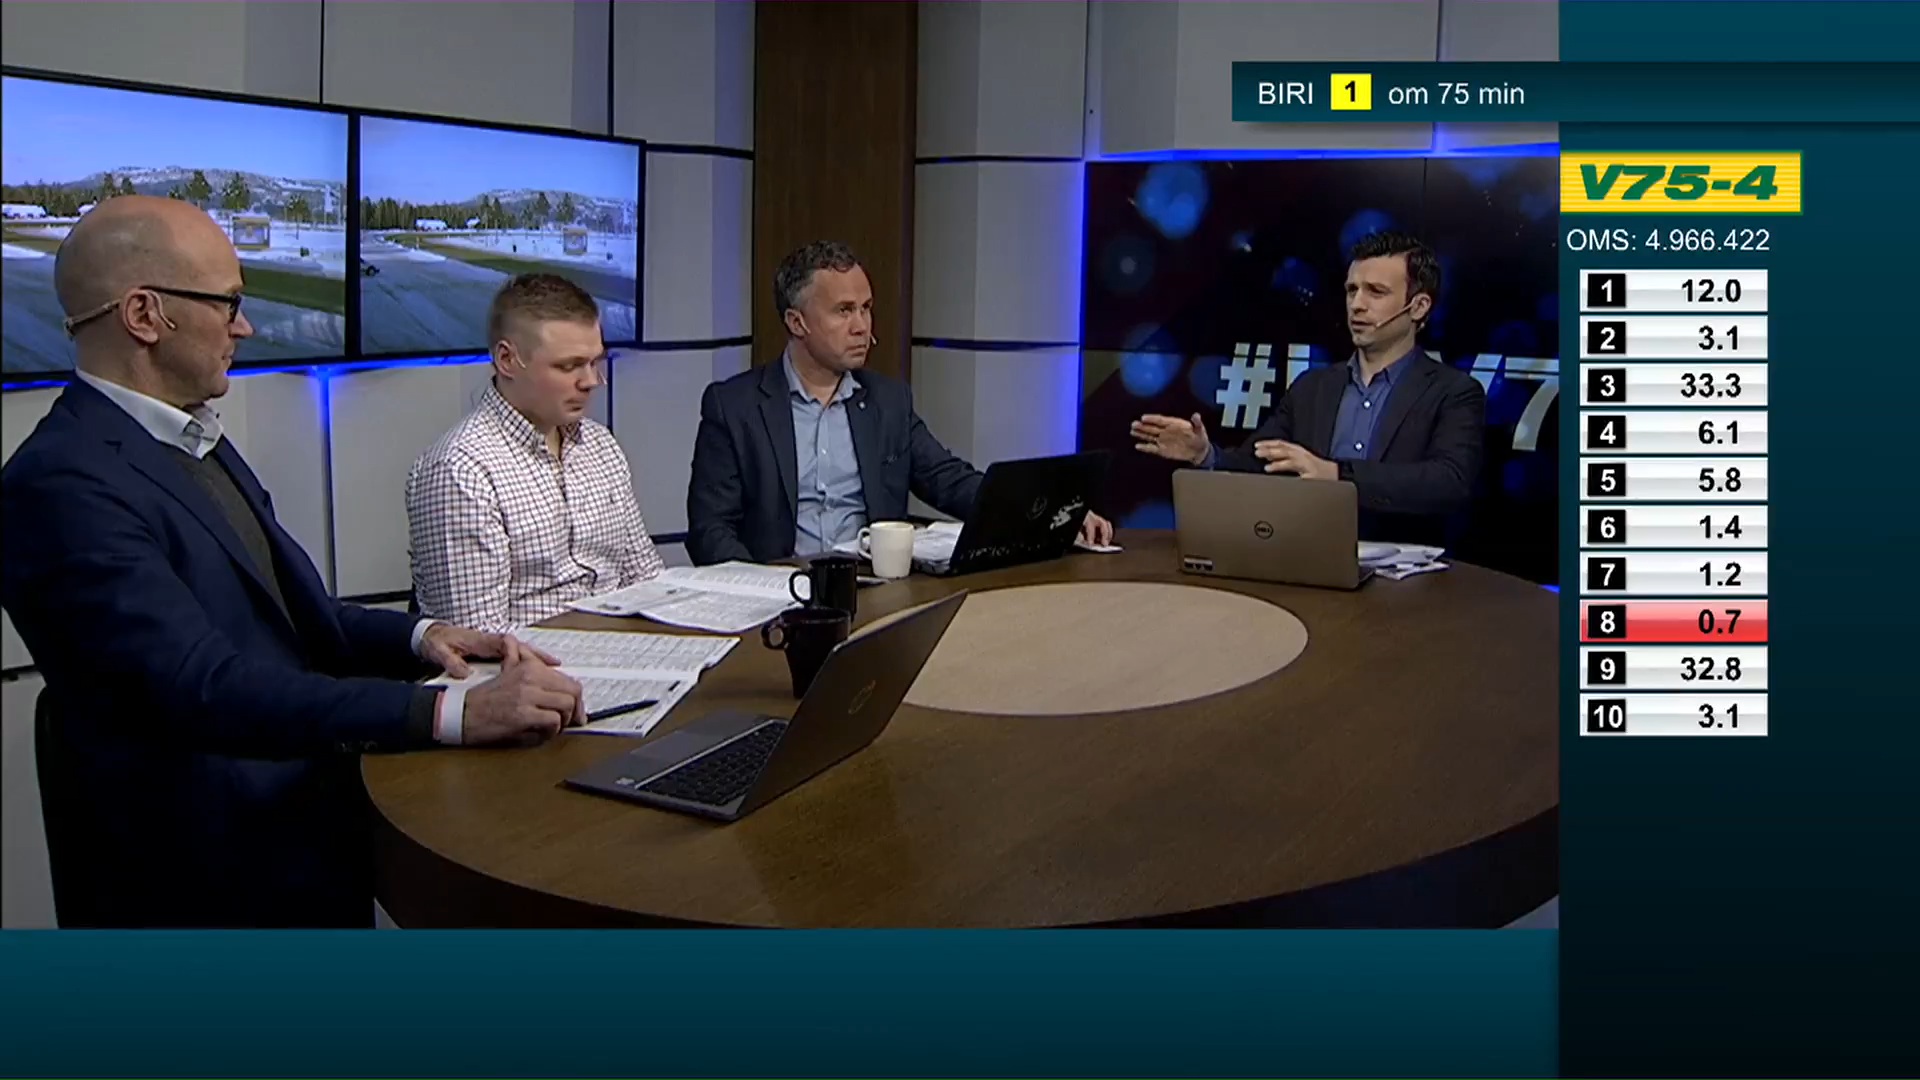 BIRI 1 om 75 min
V75-4
OMS: 4.966.422
1 12.0
2 3.1
3 33.3
4 6.1
5 5.8
6 1.4
7 1.2
8 0.7
9 32.8
10 3.1
DELL